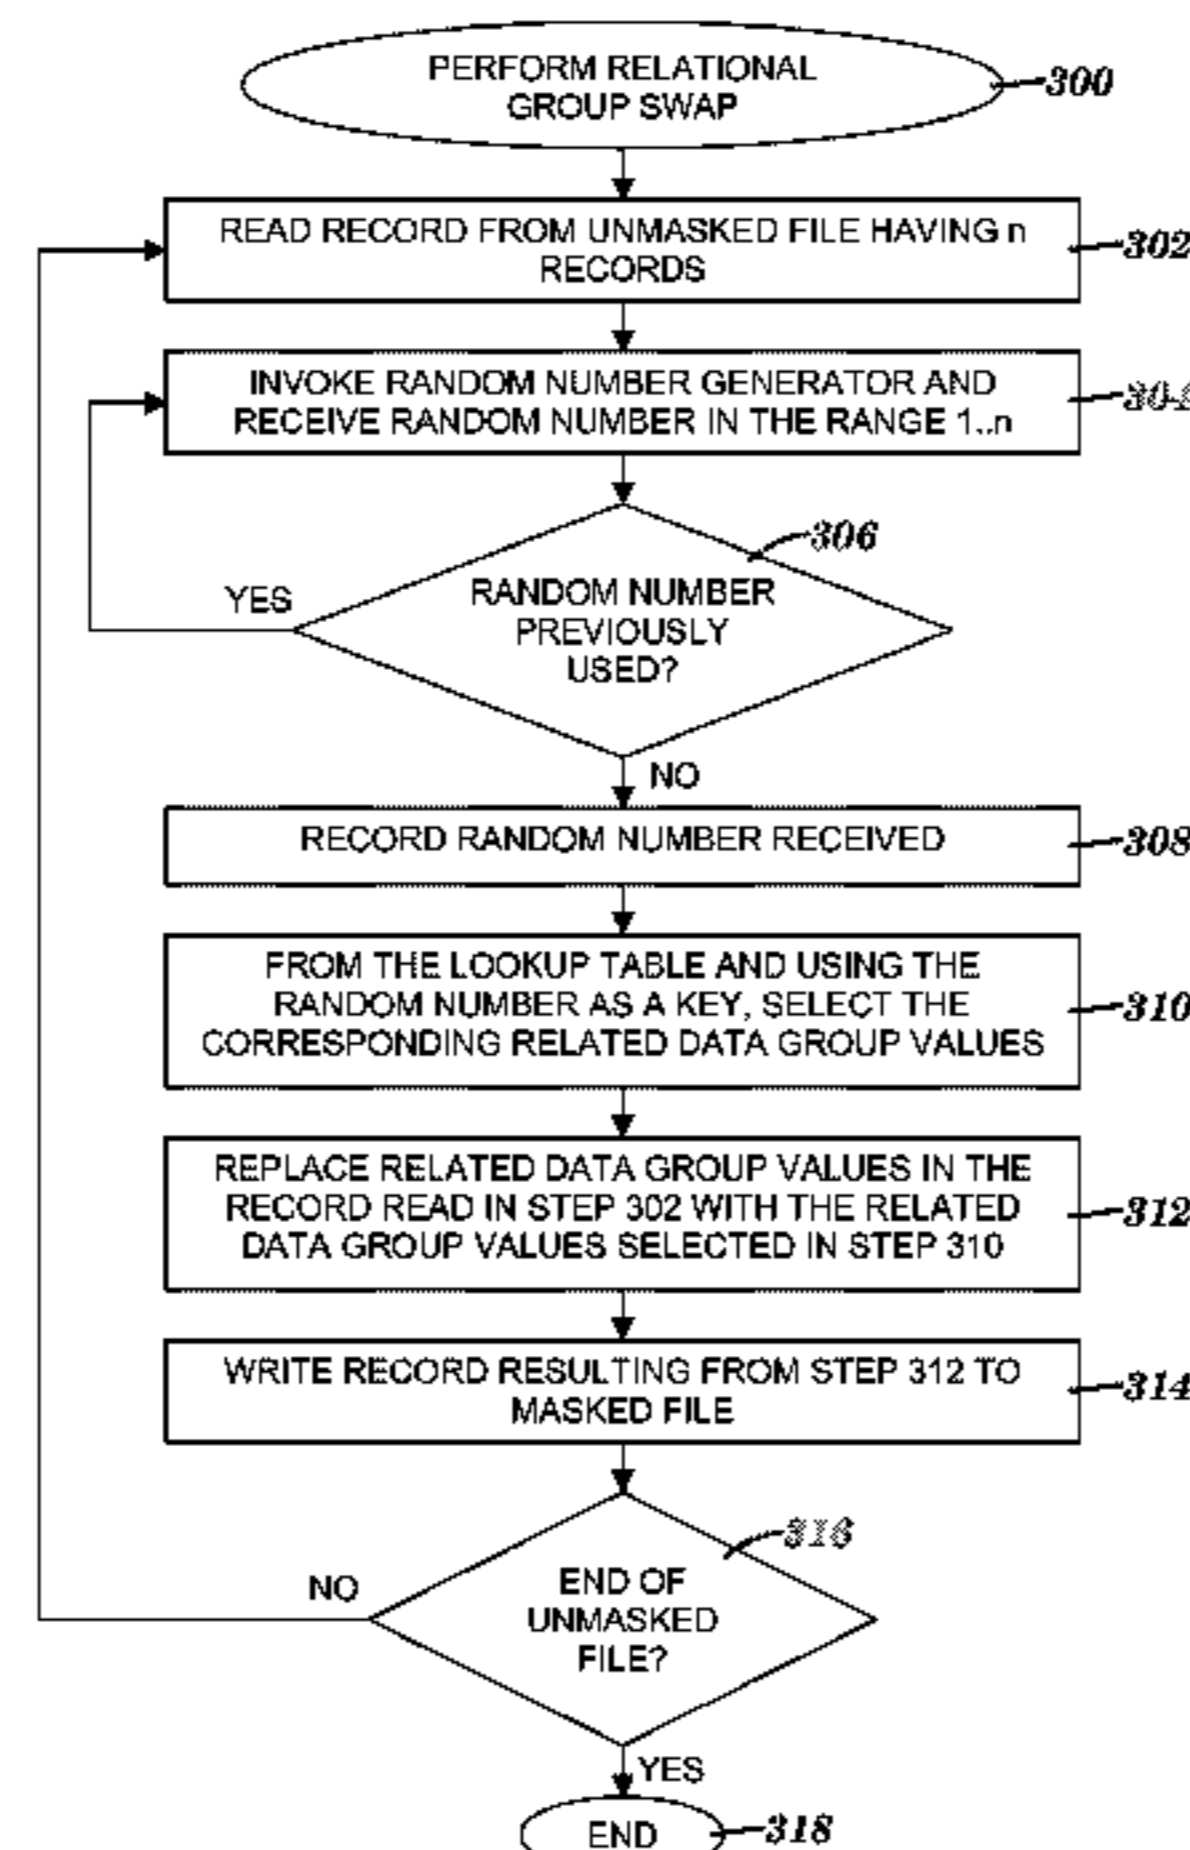 PERFORM RELATIONAL
GROUP SWAP
300
READ RECORD FROM UNMASKED FILE HAVING n
RECORDS
302
INVOKE RANDOM NUMBER GENERATOR AND
RECEIVE RANDOM NUMBER IN THE RANGE 1..n
304
306
RANDOM NUMBER
PREVIOUSLY
USED?
YES
NO
RECORD RANDOM NUMBER RECEIVED
308
FROM THE LOOKUP TABLE AND USING THE
RANDOM NUMBER AS A KEY, SELECT THE
CORRESPONDING RELATED DATA GROUP VALUES
310
REPLACE RELATED DATA GROUP VALUES IN THE
RECORD READ IN STEP 302 WITH THE RELATED
DATA GROUP VALUES SELECTED IN STEP 310
312
WRITE RECORD RESULTING FROM STEP 312 TO
MASKED FILE
314
316
END OF
UNMASKED
FILE?
NO
YES
END
318